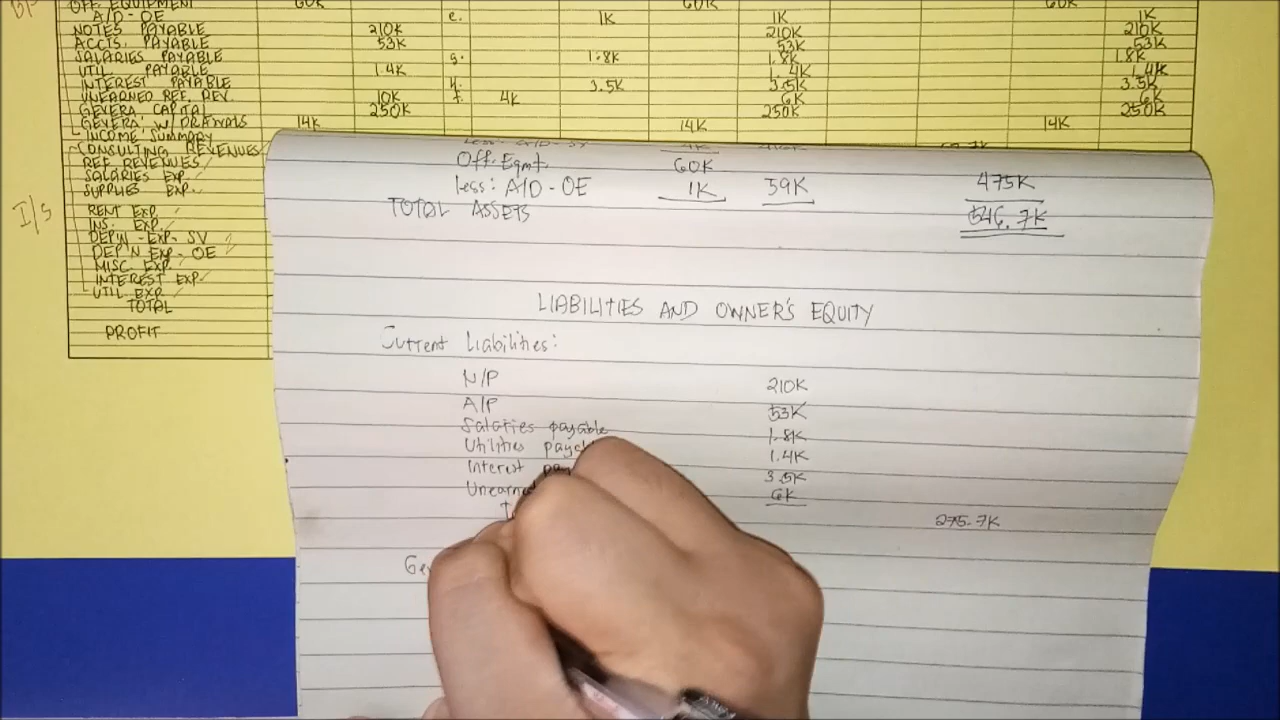 OFF. EQUIPMENT 60K 60K 60K
A/D - OE e. 1K 1K 1K
NOTES PAYABLE 210K 210K 210K
ACCTS. PAYABLE 53K 53K 53K
SALARIES PAYABLE g. 1.8K 1.8K 1.8K
UTIL PAYABLE 1.4K 1.4K 1.4K
INTEREST PAYABLE h. 3.5K 3.5K 3.5K
UNEARNED REF. REV. 10K f. 4K 6K 6K
GEVERA CAPITAL 250K 250K 250K
GEVERA, W/DRAWALS 14K 14K 14K
INCOME SUMMARY
CONSULTING REVENUES
REF. REVENUES
SALARIES EXP.
SUPPLIES EXP.
I/S
RENT EXP.
INS. EXP.
DEP'N - EXP. SV
DEP'N EXP. - OE
MISC. EXP.
INTEREST EXP.
UTIL EXP.
TOTAL
PROFIT
Off. Eqmt. 60K
less: A/D - OE 1K 59K 475K
TOTAL ASSETS 546.7K
LIABILITIES AND OWNER'S EQUITY
Current Liabilities:
N/P 210K
A/P 53K
Salaries payable 1.8K
Utilities 1.4K
Interest 3.5K
6K
275.7K